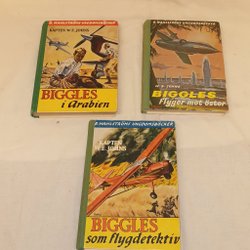 B. WAHLSTRÖMS UNGDOMSBÖCKER
KAPTEN W. E. JOHNS
BIGGLES
i Arabien
B. WAHLSTRÖMS UNGDOMSBÖCKER
W. E. JOHNS
BIGGLES
flyger mot öster
B. WAHLSTRÖMS UNGDOMSBÖCKER
KAPTEN
W. E. JOHNS
BIGGLES
som flygdetektiv